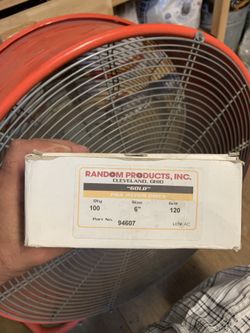 RANDOM PRODUCTS, INC.
CLEVELAND, OHIO
"GOLD"
Qty Size Grit
100 6" 120
Part No. 94607